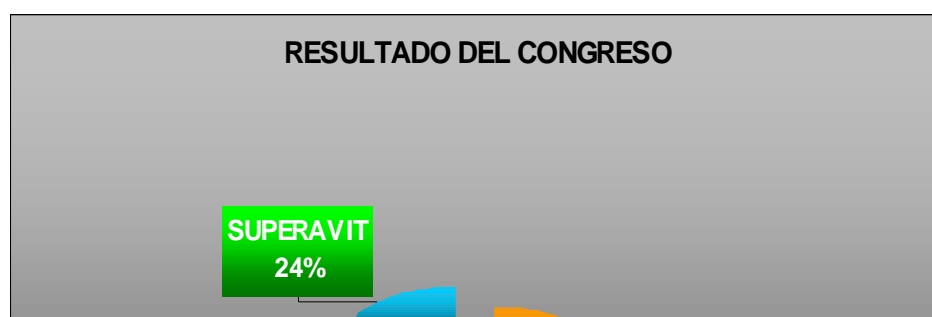 RESULTADO DEL CONGRESO
SUPERAVIT
24%